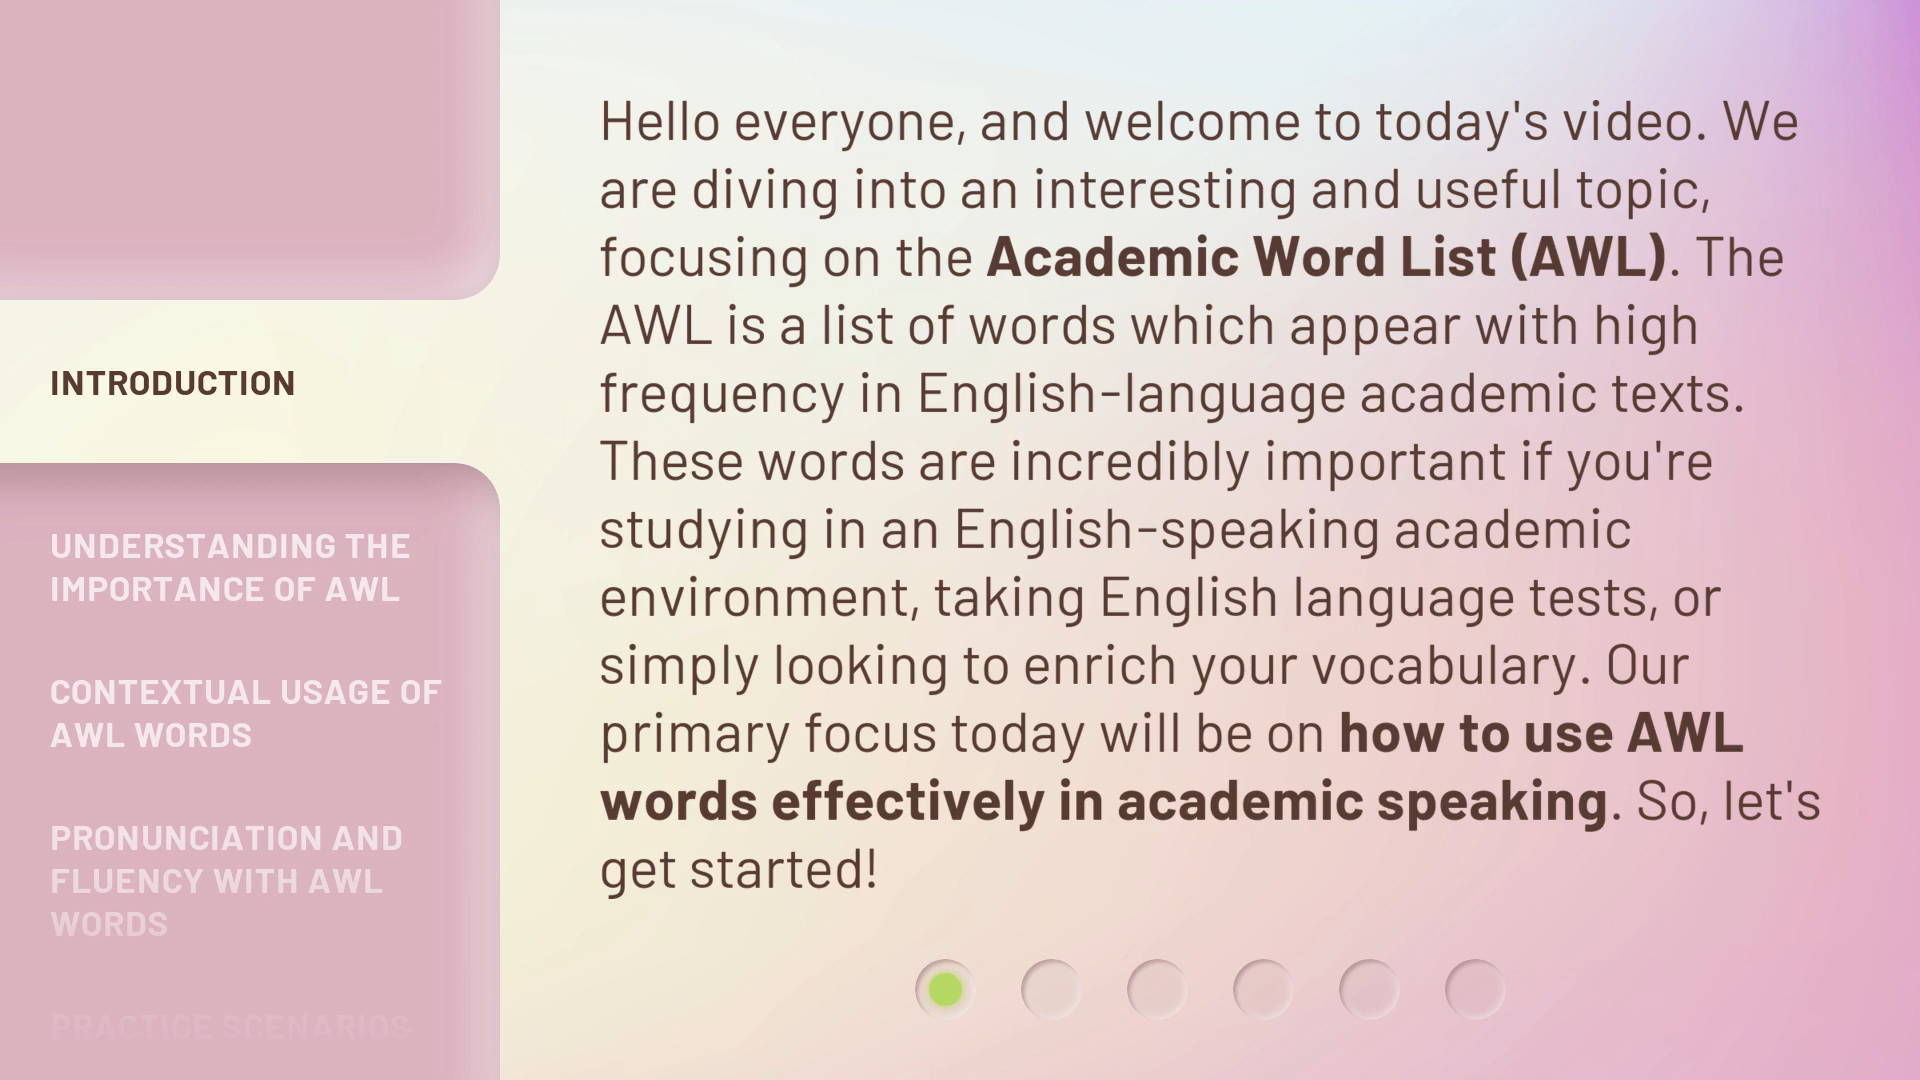 INTRODUCTION
UNDERSTANDING THE
IMPORTANCE OF AWL
CONTEXTUAL USAGE OF
AWL WORDS
PRONUNCIATION AND
FLUENCY WITH AWL
WORDS
PRACTICE SCENARIOS
Hello everyone, and welcome to today's video. We
are diving into an interesting and useful topic,
focusing on the Academic Word List (AWL). The
AWL is a list of words which appear with high
frequency in English-language academic texts.
These words are incredibly important if you're
studying in an English-speaking academic
environment, taking English language tests, or
simply looking to enrich your vocabulary. Our
primary focus today will be on how to use AWL
words effectively in academic speaking. So, let's
get started!